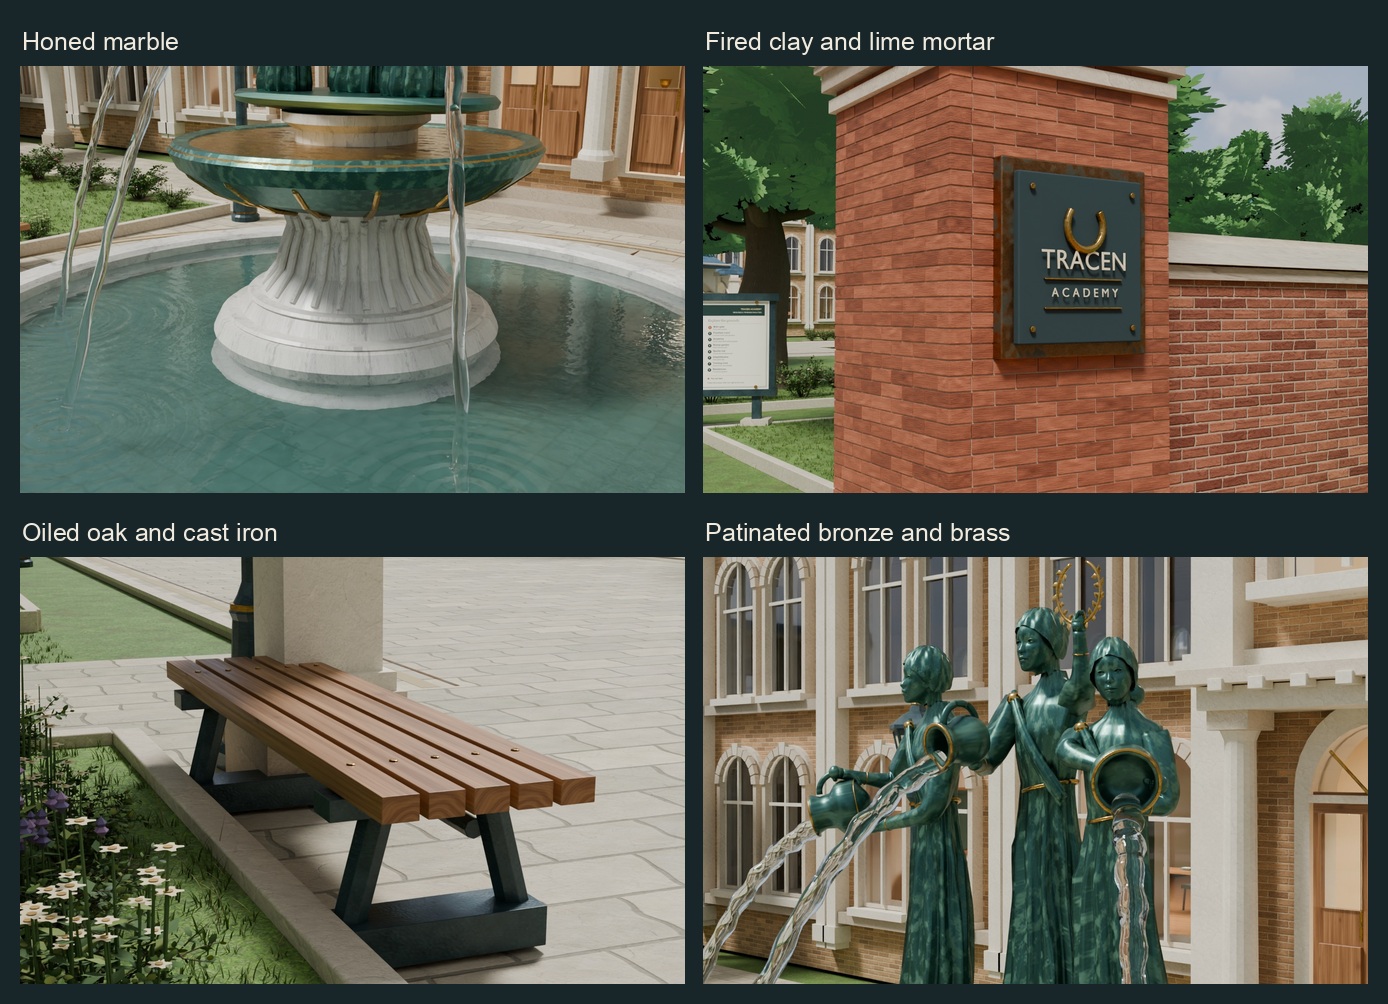 Honed marble
Fired clay and lime mortar
TRACEN
ACADEMY
Oiled oak and cast iron
Patinated bronze and brass